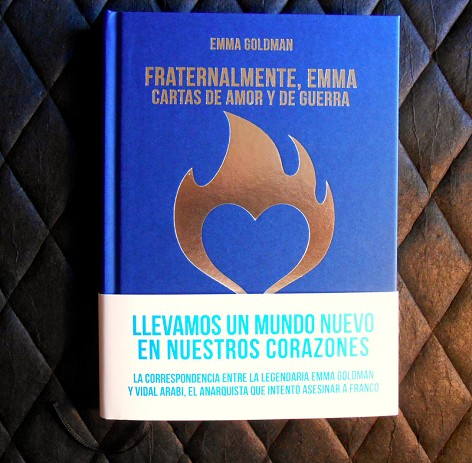 EMMA GOLDMAN
FRATERNALMENTE, EMMA
CARTAS DE AMOR Y DE GUERRA
LLEVAMOS UN MUNDO NUEVO
EN NUESTROS CORAZONES
LA CORRESPONDENCIA ENTRE LA LEGENDARIA EMMA GOLDMAN
Y VIDAL ARABI, EL ANARQUISTA QUE INTENTÓ ASESINAR A FRANCO